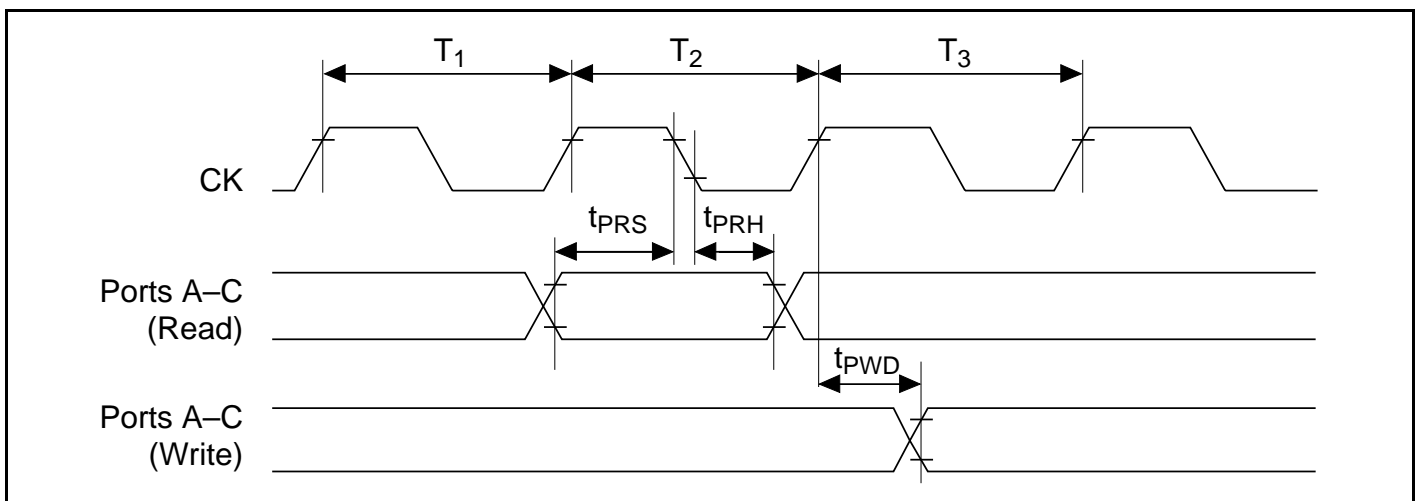 T1 T2 T3
CK
tPRS tPRH
Ports A–C
(Read)
tPWD
Ports A–C
(Write)